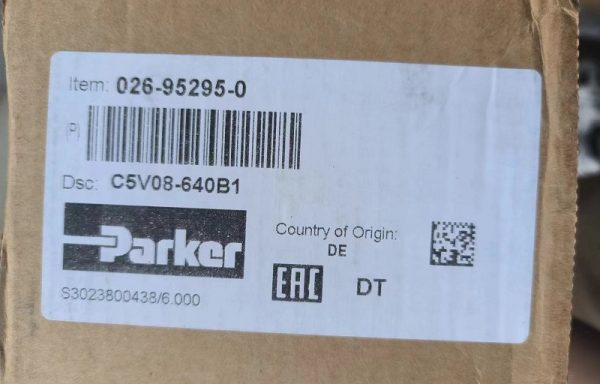 Item: 026-95295-0
(P)
Dsc: C5V08-640B1
Parker
Country of Origin:
DE
EAC DT
S3023800438/6.000